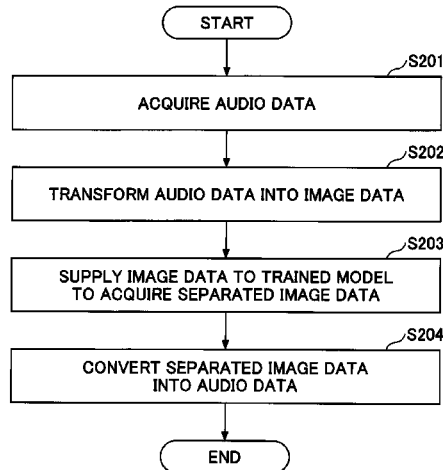 START
S201
ACQUIRE AUDIO DATA
S202
TRANSFORM AUDIO DATA INTO IMAGE DATA
S203
SUPPLY IMAGE DATA TO TRAINED MODEL
TO ACQUIRE SEPARATED IMAGE DATA
S204
CONVERT SEPARATED IMAGE DATA
INTO AUDIO DATA
END